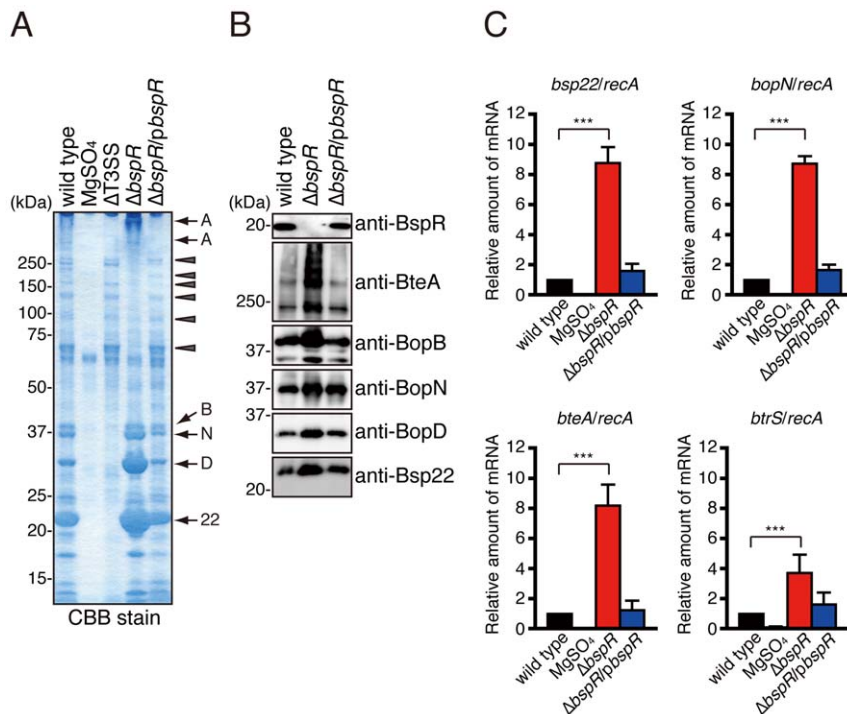 A
wild type
MgSO₄
ΔT3SS
ΔbspR
ΔbspR/pbspR
(kDa)
250
150
100
75
50
37
25
20
15
A
A
B
N
D
22
CBB stain
B
wild type
ΔbspR
ΔbspR/pbspR
(kDa)
20
anti-BspR
anti-BteA
250
anti-BopB
37
37
anti-BopN
37
anti-BopD
anti-Bsp22
20
C
bsp22/recA
Relative amount of mRNA
12
10
8
6
4
2
0
***
wild type
MgSO₄
ΔbspR
ΔbspR/pbspR
bopN/recA
Relative amount of mRNA
12
10
8
6
4
2
0
***
wild type
MgSO₄
ΔbspR
ΔbspR/pbspR
bteA/recA
Relative amount of mRNA
12
10
8
6
4
2
0
***
wild type
MgSO₄
ΔbspR
ΔbspR/pbspR
btrS/recA
Relative amount of mRNA
12
10
8
6
4
2
0
***
wild type
MgSO₄
ΔbspR
ΔbspR/pbspR